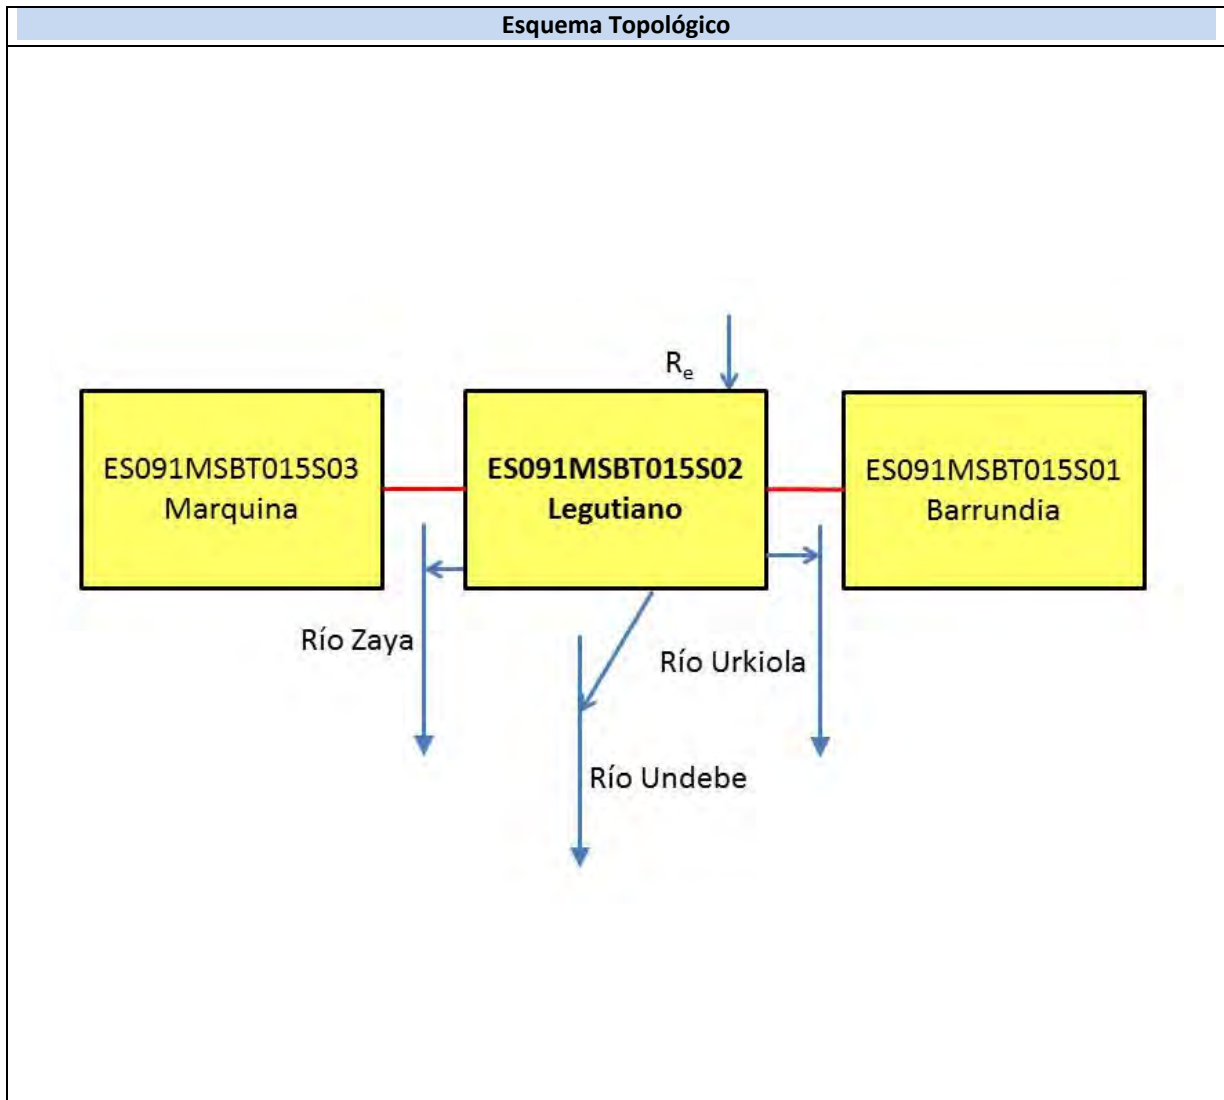 Esquema Topológico
Re
ES091MSBT015S03
Marquina
ES091MSBT015S02
Legutiano
ES091MSBT015S01
Barrundia
Río Zaya
Río Urkiola
Río Undebe